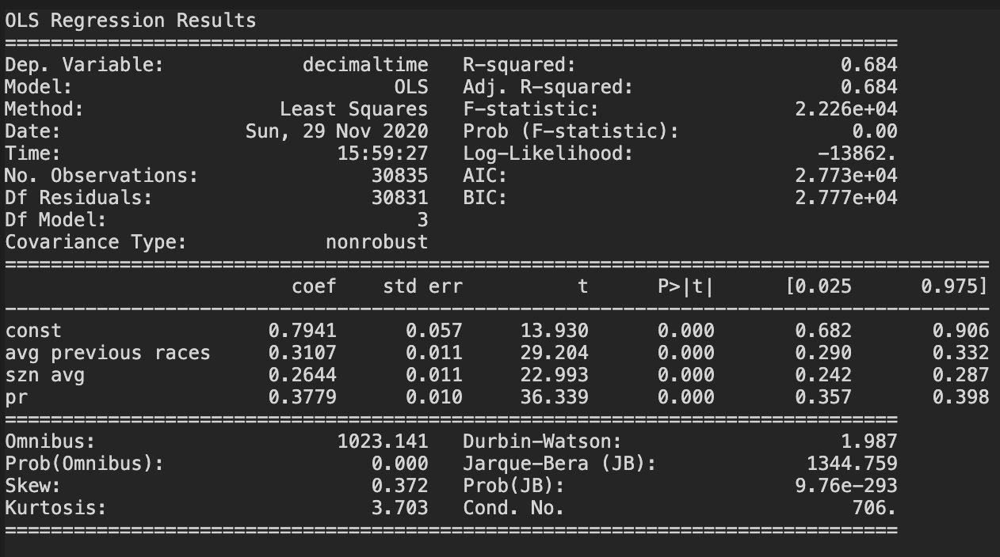 OLS Regression Results
==============================================================================
Dep. Variable:            decimaltime   R-squared:                       0.684
Model:                            OLS   Adj. R-squared:                  0.684
Method:                 Least Squares   F-statistic:                 2.226e+04
Date:                Sun, 29 Nov 2020   Prob (F-statistic):               0.00
Time:                        15:59:27   Log-Likelihood:                -13862.
No. Observations:               30835   AIC:                         2.773e+04
Df Residuals:                   30831   BIC:                         2.777e+04
Df Model:                           3
Covariance Type:            nonrobust
======================================================================================
                         coef    std err          t      P>|t|      [0.025      0.975]
--------------------------------------------------------------------------------------
const                  0.7941      0.057     13.930      0.000       0.682       0.906
avg previous races     0.3107      0.011     29.204      0.000       0.290       0.332
szn avg                0.2644      0.011     22.993      0.000       0.242       0.287
pr                     0.3779      0.010     36.339      0.000       0.357       0.398
==============================================================================
Omnibus:                     1023.141   Durbin-Watson:                   1.987
Prob(Omnibus):                  0.000   Jarque-Bera (JB):             1344.759
Skew:                           0.372   Prob(JB):                    9.76e-293
Kurtosis:                       3.703   Cond. No.                         706.
==============================================================================